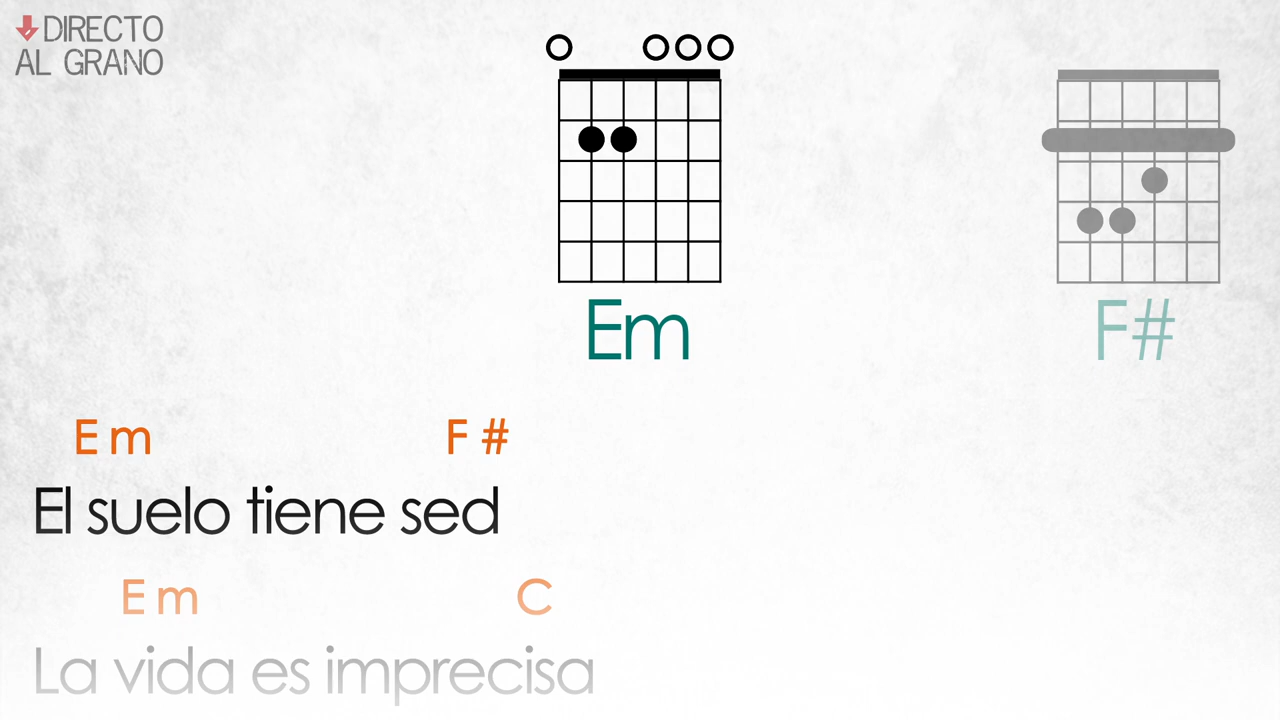 DIRECTO
AL GRANO
Em
F#
Em F#
El suelo tiene sed
Em C
La vida es imprecisa